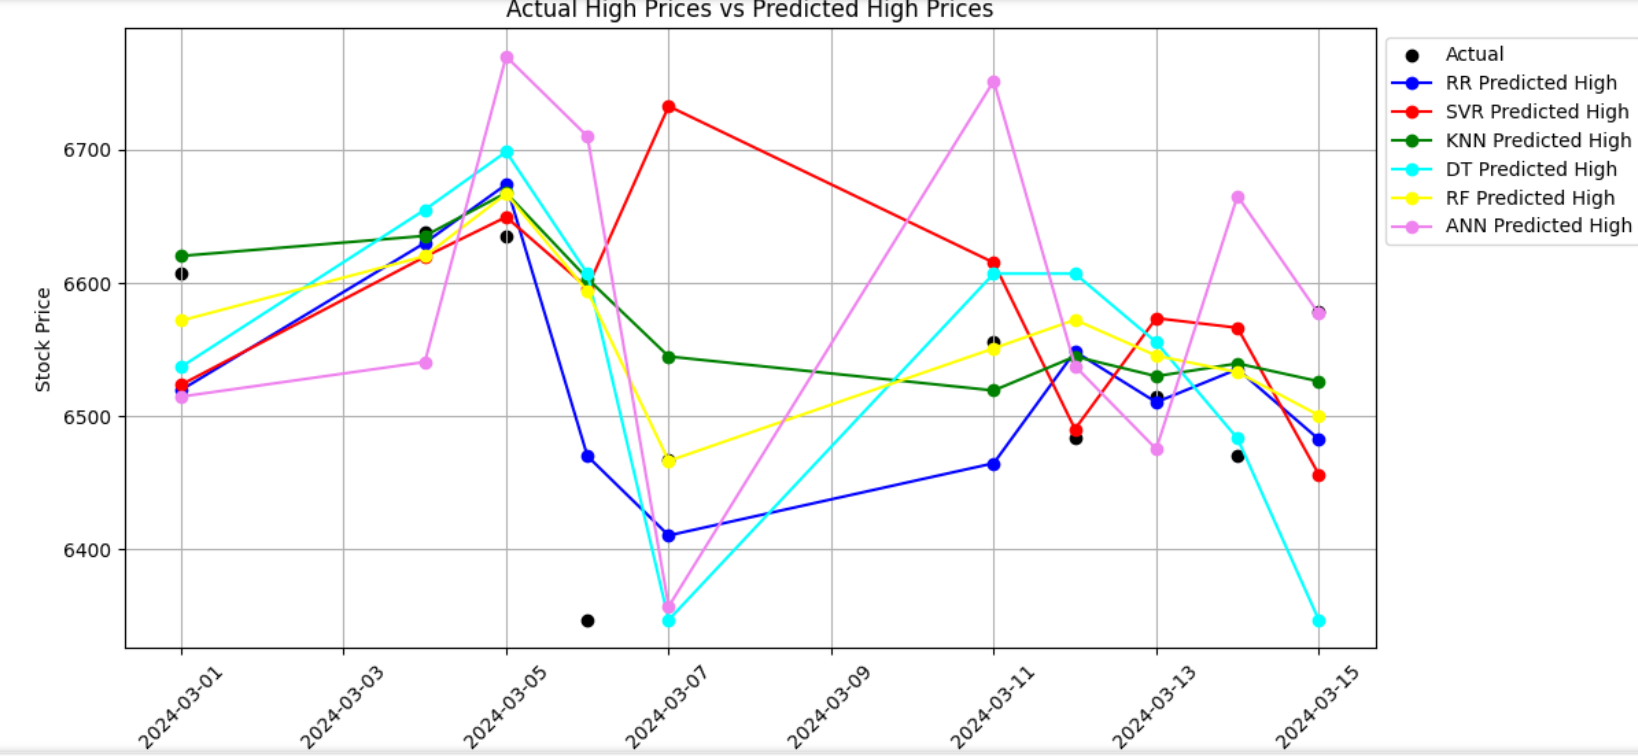 Actual High Prices vs Predicted High Prices
Actual
RR Predicted High
SVR Predicted High
KNN Predicted High
DT Predicted High
RF Predicted High
ANN Predicted High
Stock Price
6700
6600
6500
6400
2024-03-01
2024-03-03
2024-03-05
2024-03-07
2024-03-09
2024-03-11
2024-03-13
2024-03-15